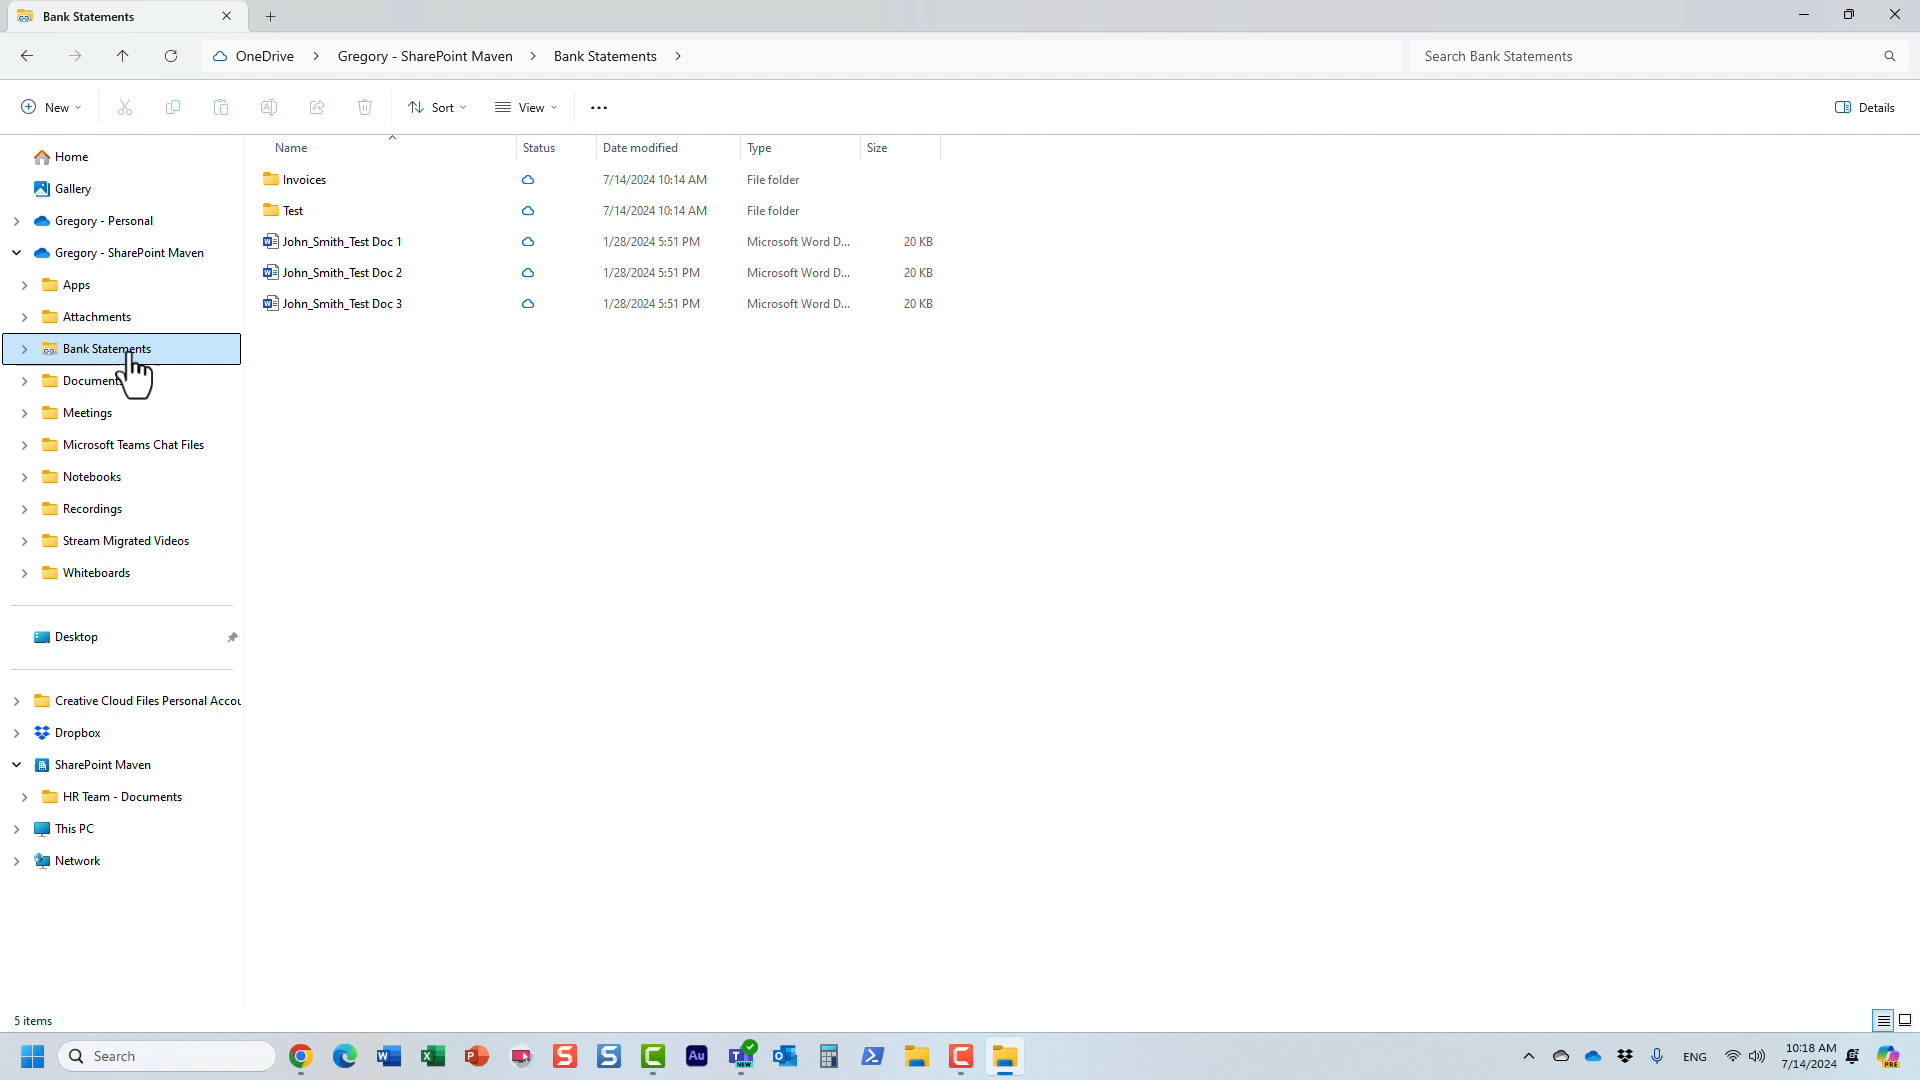 Bank Statements
OneDrive > Gregory - SharePoint Maven > Bank Statements >
Search Bank Statements
New
Sort
View
Details
Name Status Date modified Type Size
Invoices 7/14/2024 10:14 AM File folder
Test 7/14/2024 10:14 AM File folder
John_Smith_Test Doc 1 1/28/2024 5:51 PM Microsoft Word D... 20 KB
John_Smith_Test Doc 2 1/28/2024 5:51 PM Microsoft Word D... 20 KB
John_Smith_Test Doc 3 1/28/2024 5:51 PM Microsoft Word D... 20 KB
Home
Gallery
Gregory - Personal
Gregory - SharePoint Maven
Apps
Attachments
Bank Statements
Document
Meetings
Microsoft Teams Chat Files
Notebooks
Recordings
Stream Migrated Videos
Whiteboards
Desktop
Creative Cloud Files Personal Accou
Dropbox
SharePoint Maven
HR Team - Documents
This PC
Network
5 items
Search
Au
NEW
ENG
10:18 AM
7/14/2024
PRE